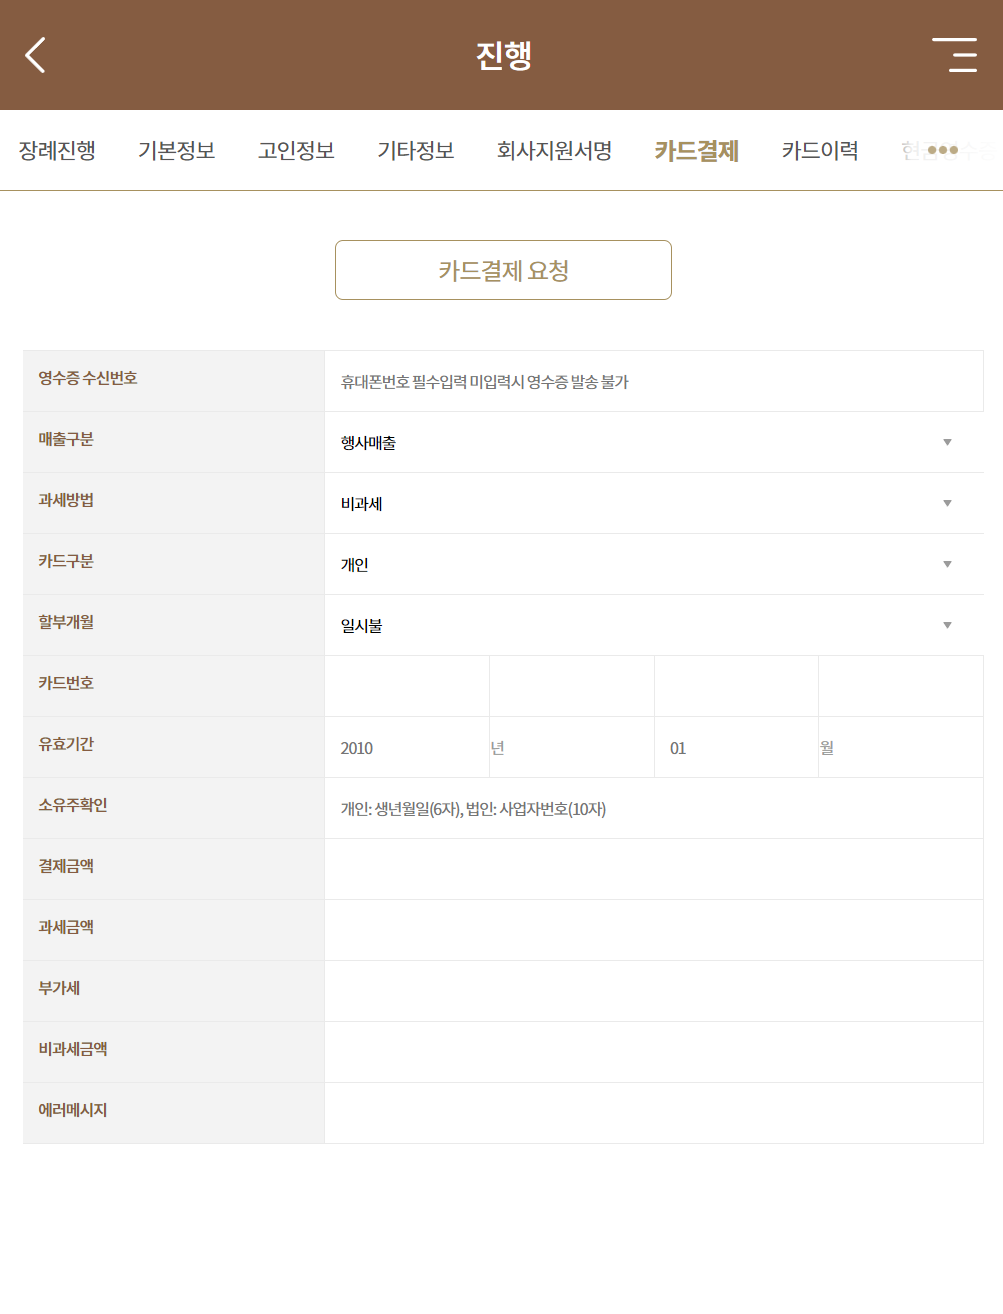 진행
장례진행 기본정보 고인정보 기타정보 회사지원서명 카드결제 카드이력
카드결제 요청
영수증 수신번호 휴대폰번호 필수입력 미입력시 영수증 발송 불가
매출구분 행사매출
과세방법 비과세
카드구분 개인
할부개월 일시불
카드번호
유효기간 2010 년 01 월
소유주확인 개인: 생년월일(6자), 법인: 사업자번호(10자)
결제금액
과세금액
부가세
비과세금액
에러메시지